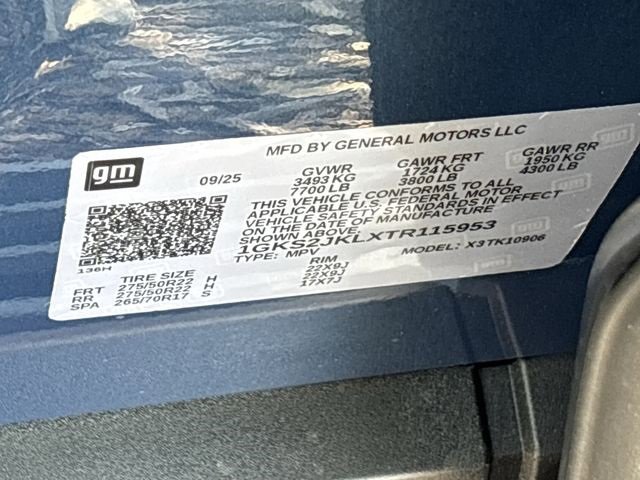 MFD BY GENERAL MOTORS LLC
gm
09/25 GVWR GAWR FRT GAWR RR
3493 KG 1724 KG 1950 KG
7700 LB 3800 LB 4300 LB
THIS VEHICLE CONFORMS TO ALL
APPLICABLE U.S. FEDERAL MOTOR
VEHICLE SAFETY STANDARDS IN EFFECT
ON THE DATE OF MANUFACTURE
SHOWN ABOVE.
1GKS2JKLXTR115953
TYPE: MPV MODEL: X3TK10906
136H
TIRE SIZE RIM
FRT 275/50R22 H 22X9J
RR 275/50R22 H 22X9J
SPA 265/70R17 S 17X7J